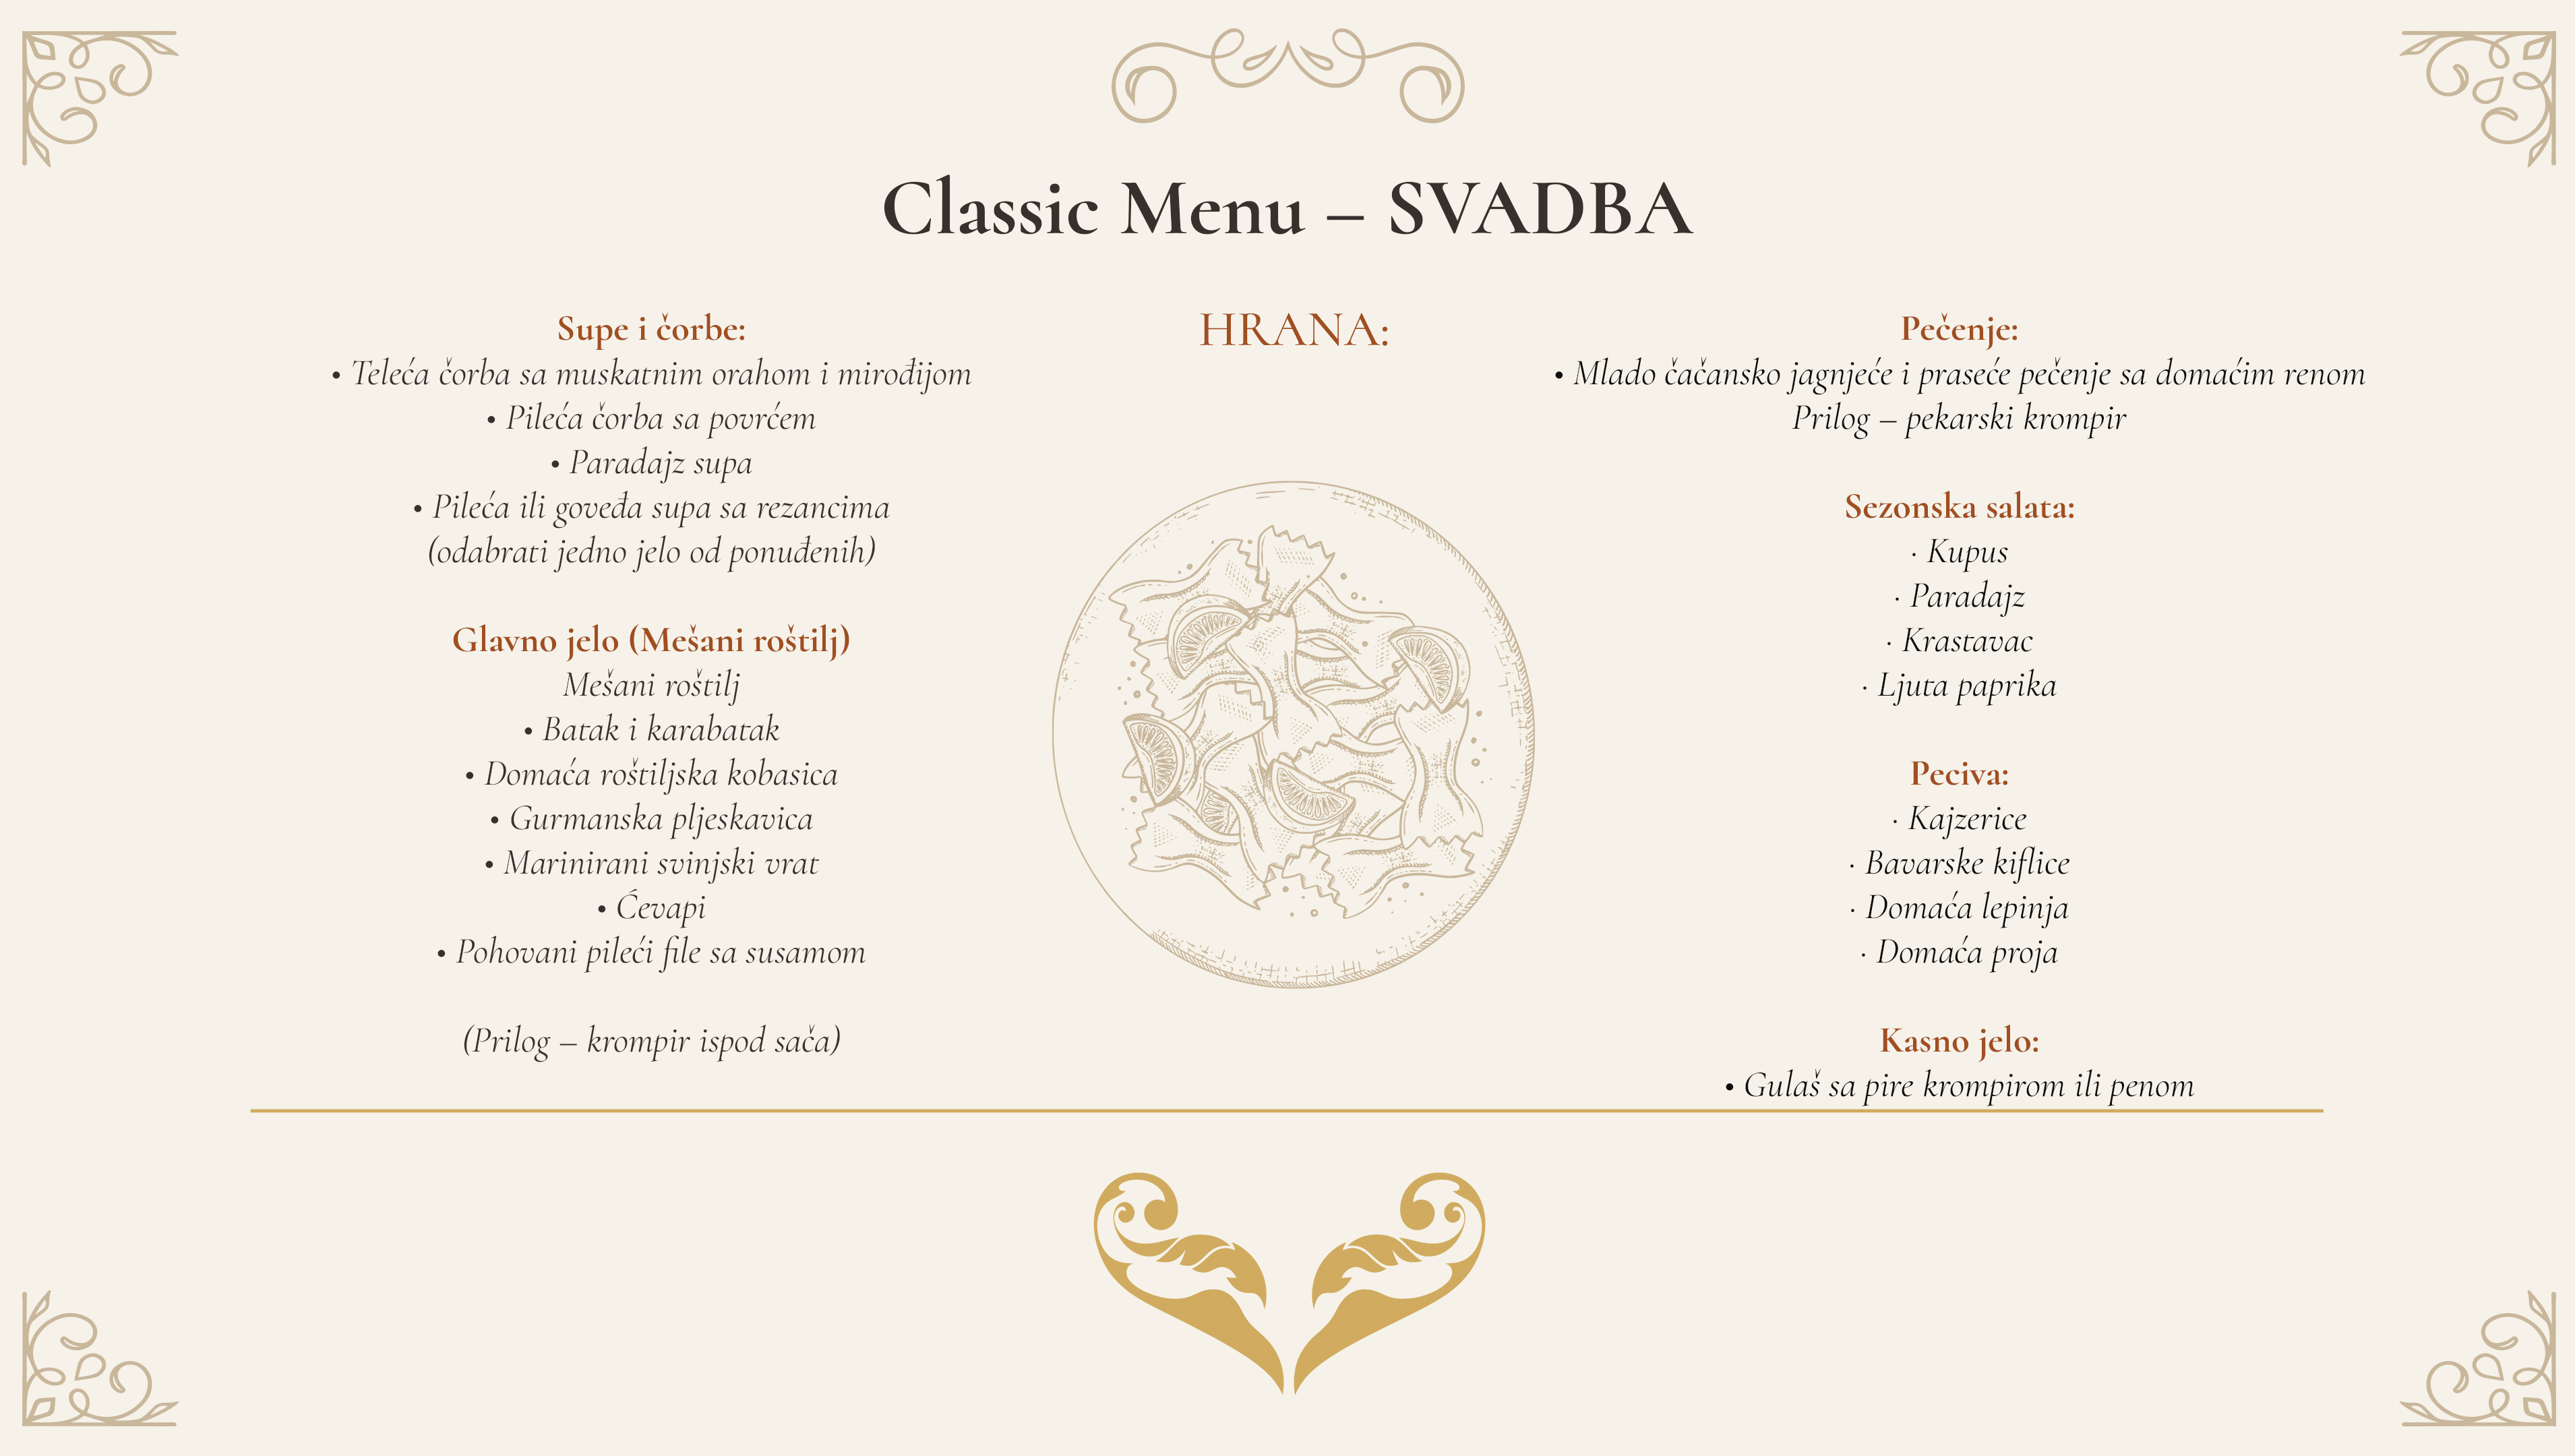 Classic Menu – SVADBA
HRANA:
Supe i čorbe:
• Teleća čorba sa muskatnim orahom i mirođijom
• Pileća čorba sa povrćem
• Paradajz supa
• Pileća ili goveđa supa sa rezancima
(odabrati jedno jelo od ponuđenih)
Glavno jelo (Mešani roštilj)
Mešani roštilj
• Batak i karabatak
• Domaća roštiljska kobasica
• Gurmanska pljeskavica
• Marinirani svinjski vrat
• Ćevapi
• Pohovani pileći file sa susamom
(Prilog – krompir ispod sača)
Pečenje:
• Mlado čačansko jagnjeće i praseće pečenje sa domaćim renom
Prilog – pekarski krompir
Sezonska salata:
· Kupus
· Paradajz
· Krastavac
· Ljuta paprika
Peciva:
· Kajzerice
· Bavarske kiflice
· Domaća lepinja
· Domaća proja
Kasno jelo:
• Gulaš sa pire krompirom ili penom